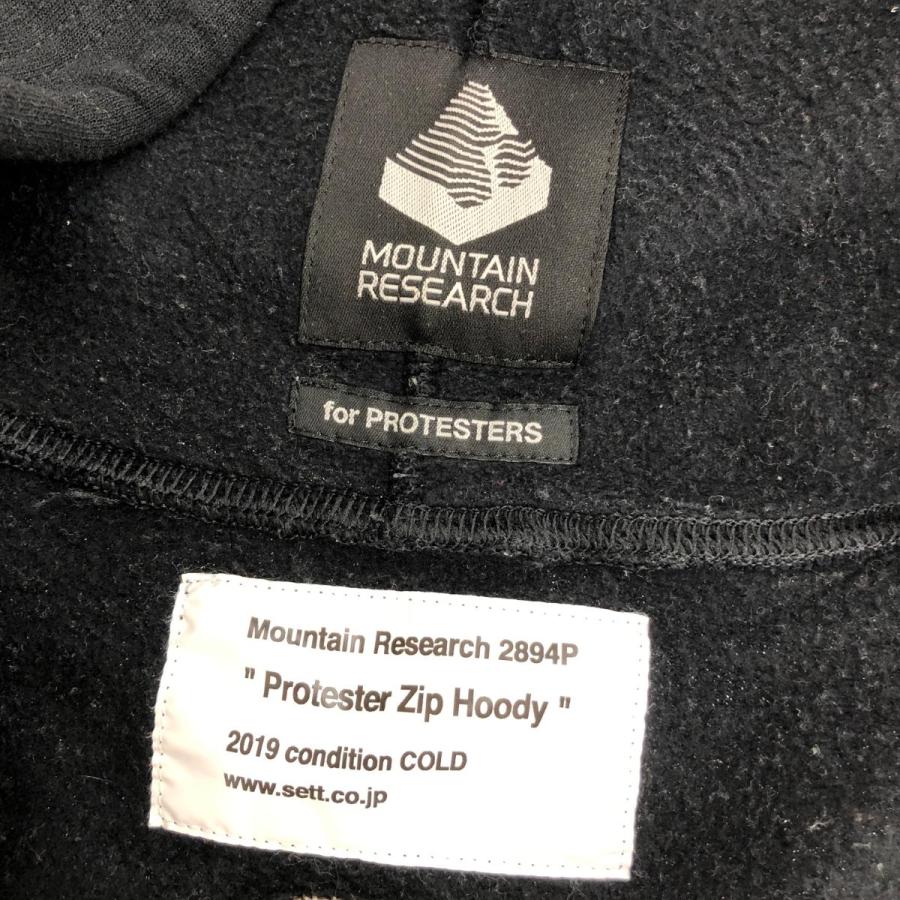 MOUNTAIN
RESEARCH
for PROTESTERS
Mountain Research 2894P
" Protester Zip Hoody "
2019 condition COLD
www.sett.co.jp